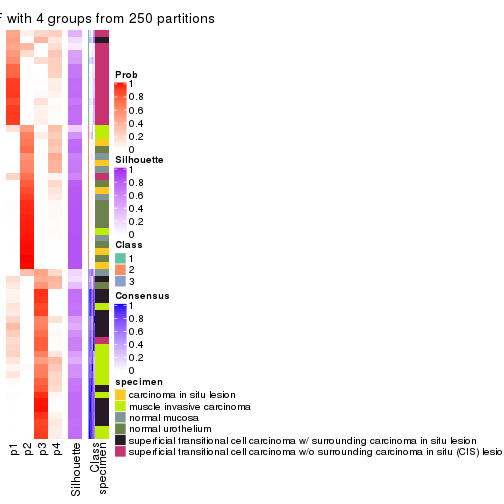 F with 4 groups from 250 partitions
Prob
1
0.8
0.6
0.4
0.2
0
Silhouette
1
0.8
0.6
0.4
0.2
0
Class
1
2
3
Consensus
1
0.8
0.6
0.4
0.2
0
specimen
carcinoma in situ lesion
muscle invasive carcinoma
normal mucosa
normal urothelium
superficial transitional cell carcinoma w/ surrounding carcinoma in situ lesion
superficial transitional cell carcinoma w/o surrounding carcinoma in situ (CIS) lesio
p1
p2
p3
p4
Silhouette
Class
specimen